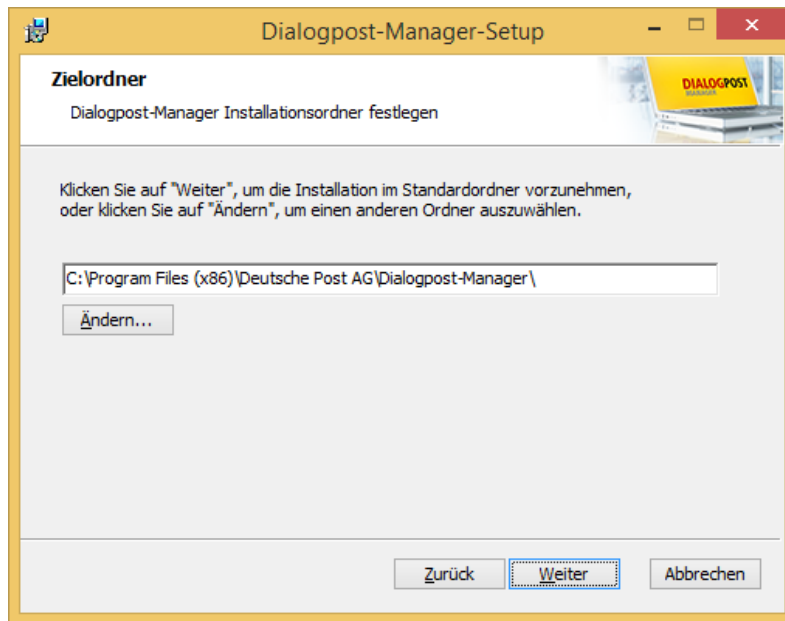 Dialogpost-Manager-Setup
Zielordner
Dialogpost-Manager Installationsordner festlegen
DIALOGPOST
MANAGER
Klicken Sie auf "Weiter", um die Installation im Standardordner vorzunehmen,
oder klicken Sie auf "Ändern", um einen anderen Ordner auszuwählen.
C:\Program Files (x86)\Deutsche Post AG\Dialogpost-Manager\
Ändern...
Zurück
Weiter
Abbrechen